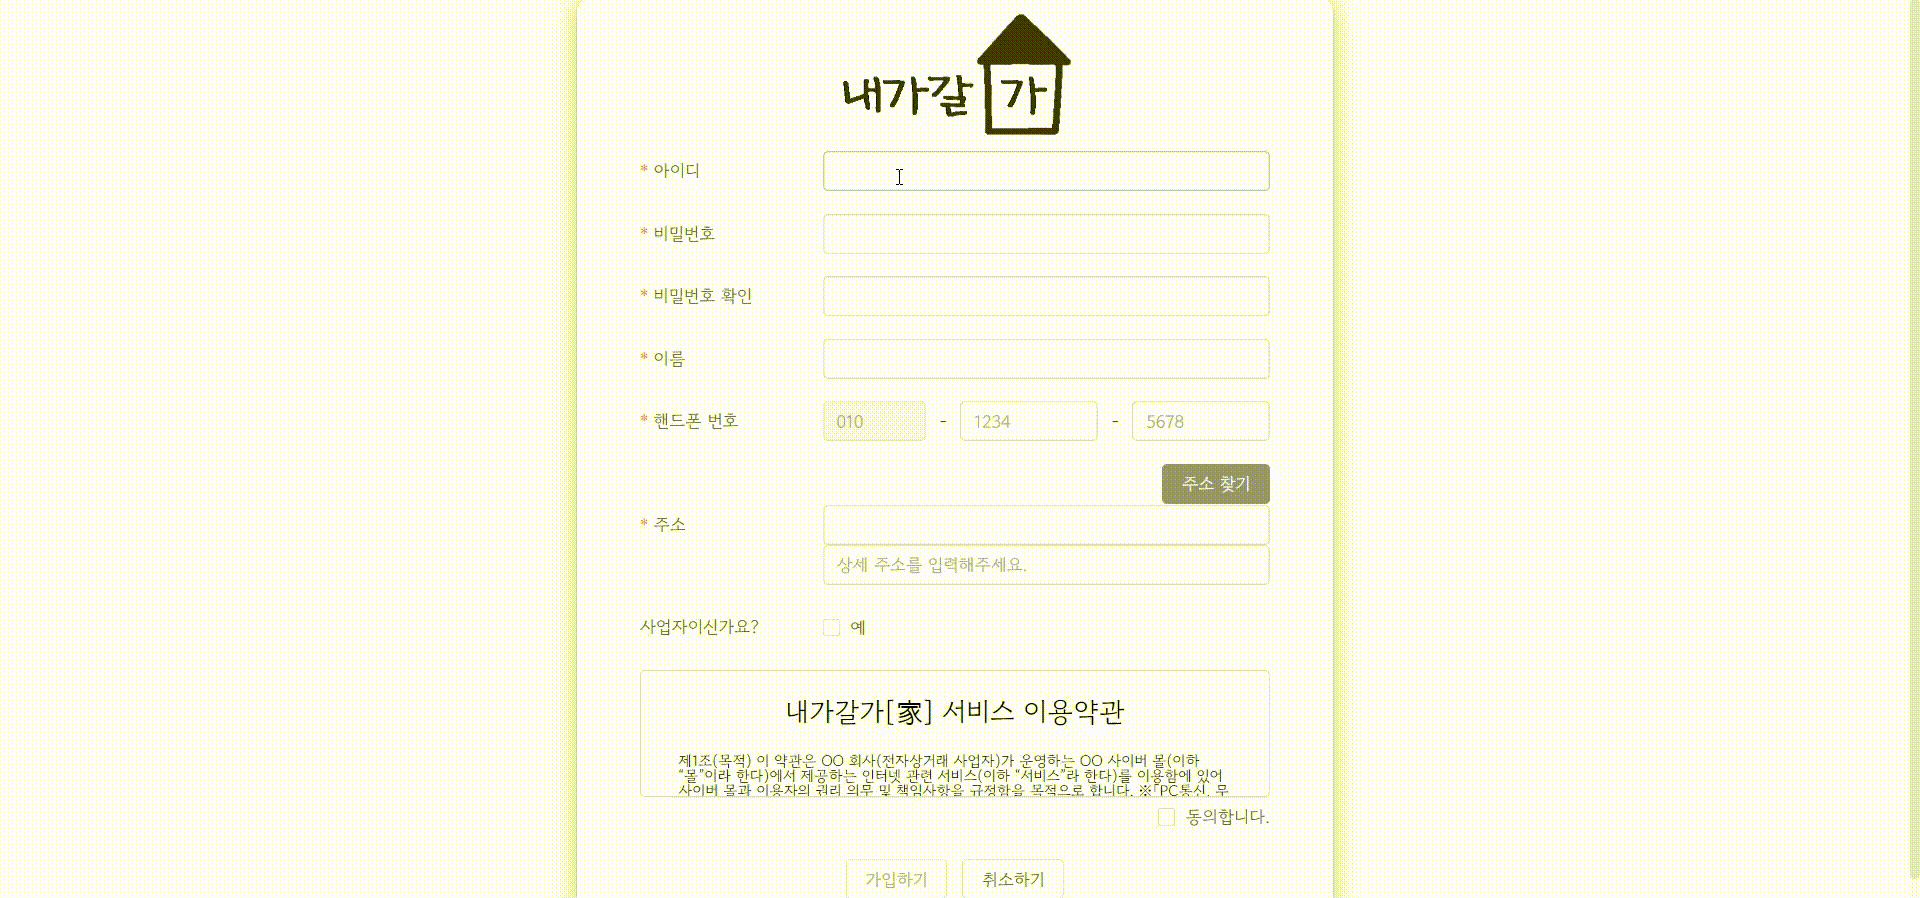 내가갈 가
* 아이디
* 비밀번호
* 비밀번호 확인
* 이름
* 핸드폰 번호 010 - 1234 - 5678
주소 찾기
* 주소
상세 주소를 입력해주세요.
사업자이신가요? 예
내가갈가[家] 서비스 이용약관
제1조(목적) 이 약관은 OO 회사(전자상거래 사업자)가 운영하는 OO 사이버 몰(이하
“몰”이라 한다)에서 제공하는 인터넷 관련 서비스(이하 “서비스”라 한다)를 이용함에 있어
사이버 몰과 이용자의 권리 의무 및 책임사항을 규정함을 목적으로 합니다. ※「PC통신, 무
동의합니다.
가입하기 취소하기